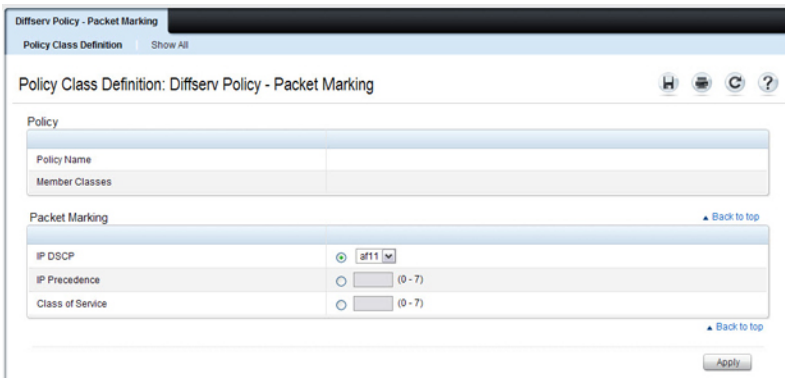 Diffserv Policy - Packet Marking
Policy Class Definition Show All
Policy Class Definition: Diffserv Policy - Packet Marking
?
Policy
Policy Name
Member Classes
Packet Marking ▲ Back to top
IP DSCP af11
IP Precedence (0 - 7)
Class of Service (0 - 7)
▲ Back to top
Apply